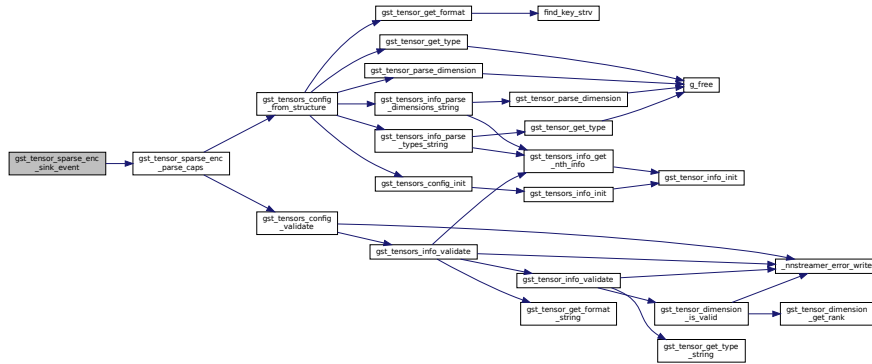 gst_tensor_sparse_enc
_sink_event
gst_tensor_sparse_enc
_parse_caps
gst_tensors_config
_from_structure
gst_tensors_config
_validate
gst_tensor_get_format
gst_tensor_get_type
gst_tensor_parse_dimension
gst_tensors_info_parse
_dimensions_string
gst_tensors_info_parse
_types_string
gst_tensors_config_init
gst_tensors_info_validate
find_key_strv
gst_tensor_parse_dimension
gst_tensor_get_type
gst_tensors_info_get
_nth_info
gst_tensors_info_init
gst_tensor_info_validate
gst_tensor_get_format
_string
g_free
gst_tensor_info_init
gst_tensor_dimension
_is_valid
gst_tensor_get_type
_string
_nnstreamer_error_write
gst_tensor_dimension
_get_rank